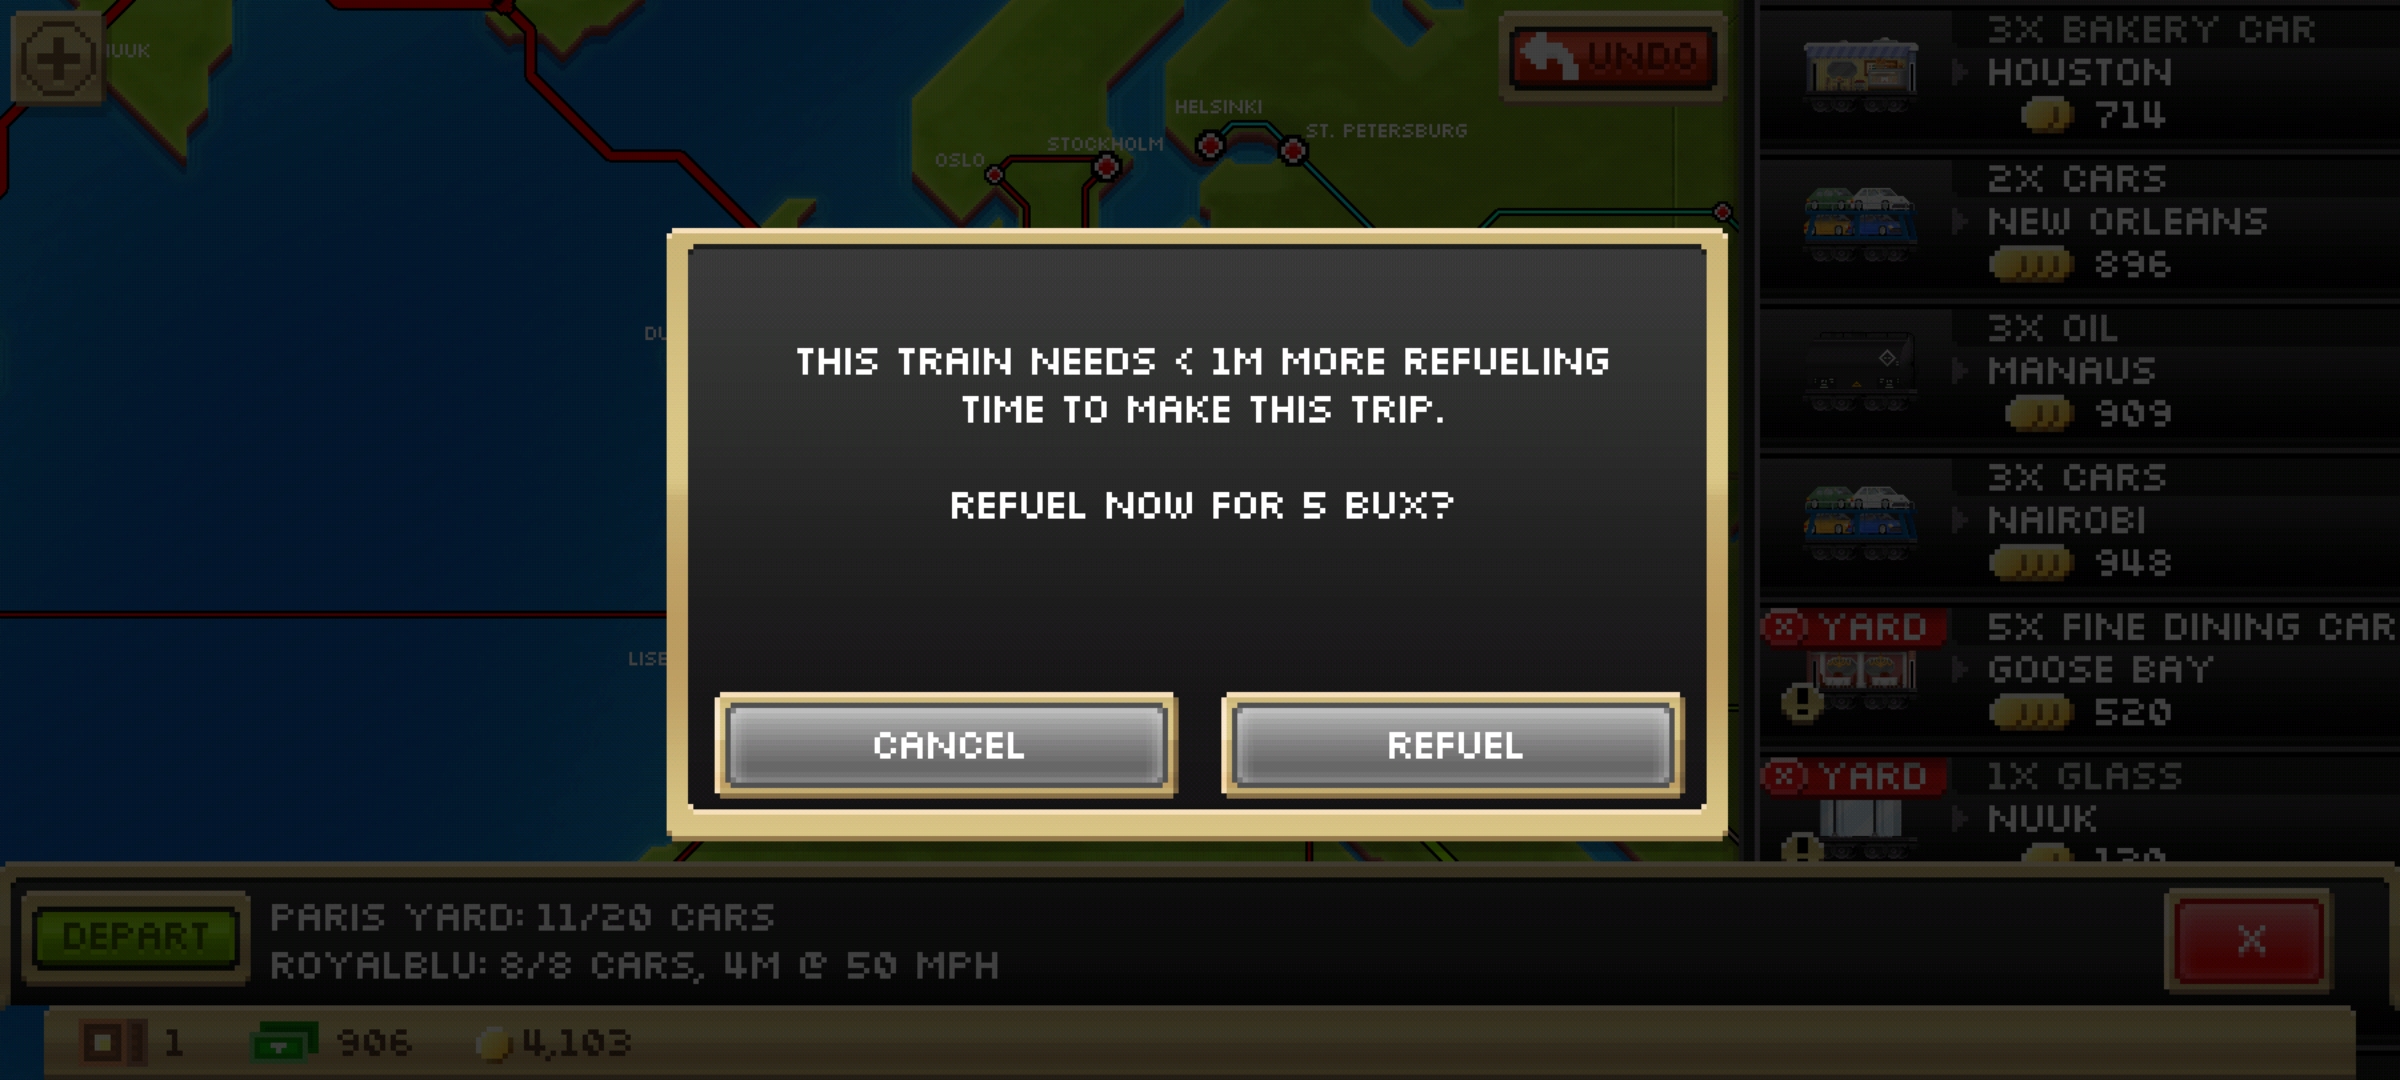 UUK
UNDO
HELSINKI
ST. PETERSBURG
STOCKHOLM
OSLO
DU
LISB
3X BAKERY CAR
HOUSTON
714
2X CARS
NEW ORLEANS
896
3X OIL
MANAUS
909
3X CARS
NAIROBI
948
YARD
5X FINE DINING CAR
GOOSE BAY
520
YARD
1X GLASS
NUUK
THIS TRAIN NEEDS < 1M MORE REFUELING
TIME TO MAKE THIS TRIP.
REFUEL NOW FOR 5 BUX?
CANCEL
REFUEL
DEPART
PARIS YARD: 11/20 CARS
ROYALBLU: 8/8 CARS, 4M @ 50 MPH
X
1
906
4,103